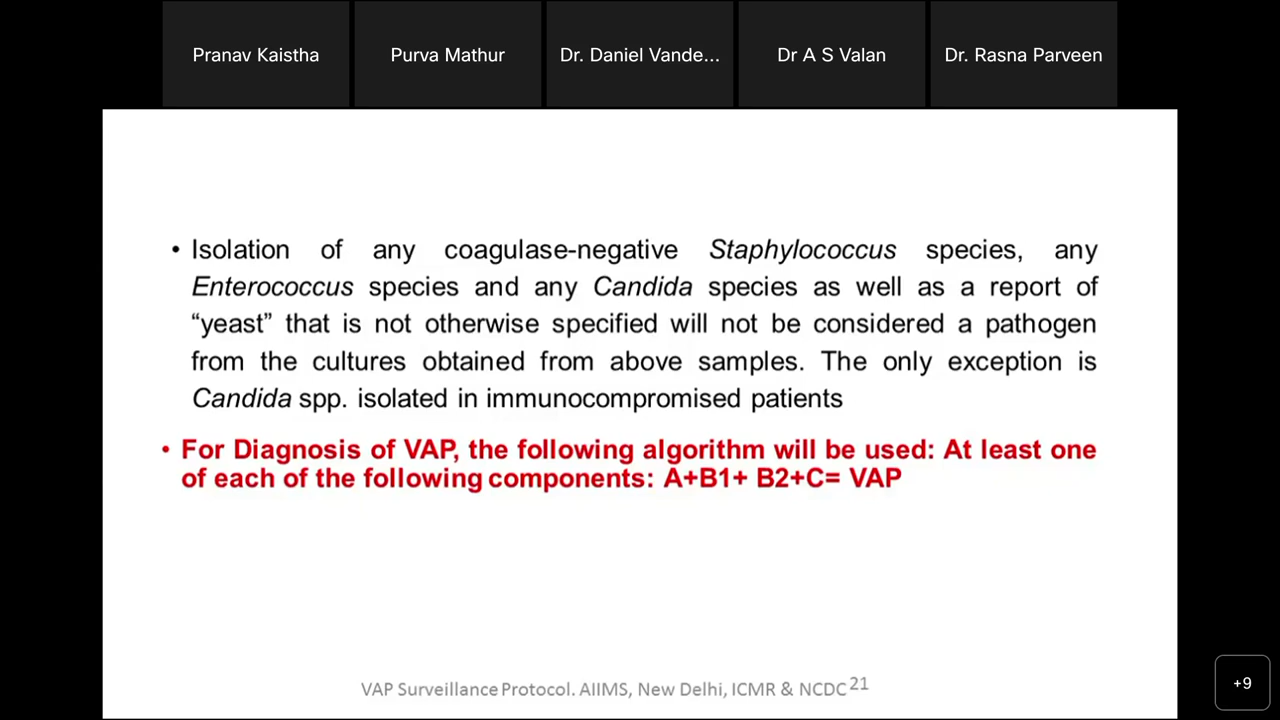 Pranav Kaistha
Purva Mathur
Dr. Daniel Vande...
Dr A S Valan
Dr. Rasna Parveen
• Isolation of any coagulase-negative Staphylococcus species, any
Enterococcus species and any Candida species as well as a report of
“yeast” that is not otherwise specified will not be considered a pathogen
from the cultures obtained from above samples. The only exception is
Candida spp. isolated in immunocompromised patients
• For Diagnosis of VAP, the following algorithm will be used: At least one
of each of the following components: A+B1+ B2+C= VAP
VAP Surveillance Protocol. AIIMS, New Delhi, ICMR & NCDC 21
+9